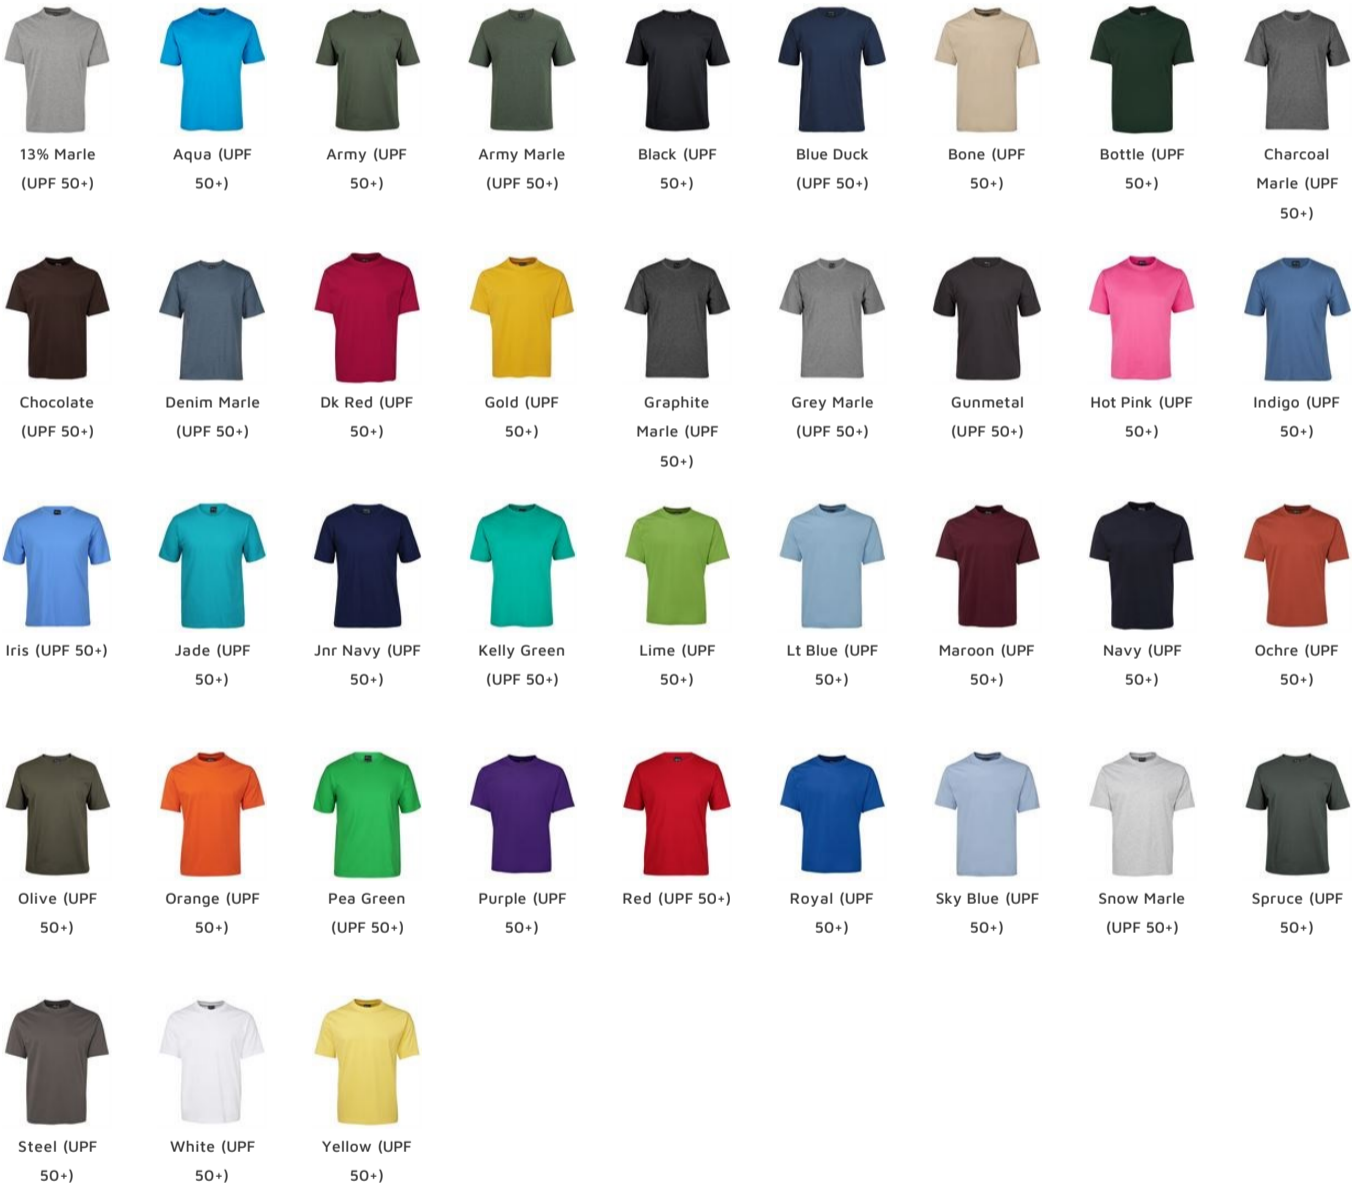 13% Marle
(UPF 50+)
Aqua (UPF
50+)
Army (UPF
50+)
Army Marle
(UPF 50+)
Black (UPF
50+)
Blue Duck
(UPF 50+)
Bone (UPF
50+)
Bottle (UPF
50+)
Charcoal
Marle (UPF
50+)
Chocolate
(UPF 50+)
Denim Marle
(UPF 50+)
Dk Red (UPF
50+)
Gold (UPF
50+)
Graphite
Marle (UPF
50+)
Grey Marle
(UPF 50+)
Gunmetal
(UPF 50+)
Hot Pink (UPF
50+)
Indigo (UPF
50+)
Iris (UPF 50+)
Jade (UPF
50+)
Jnr Navy (UPF
50+)
Kelly Green
(UPF 50+)
Lime (UPF
50+)
Lt Blue (UPF
50+)
Maroon (UPF
50+)
Navy (UPF
50+)
Ochre (UPF
50+)
Olive (UPF
50+)
Orange (UPF
50+)
Pea Green
(UPF 50+)
Purple (UPF
50+)
Red (UPF 50+)
Royal (UPF
50+)
Sky Blue (UPF
50+)
Snow Marle
(UPF 50+)
Spruce (UPF
50+)
Steel (UPF
50+)
White (UPF
50+)
Yellow (UPF
50+)